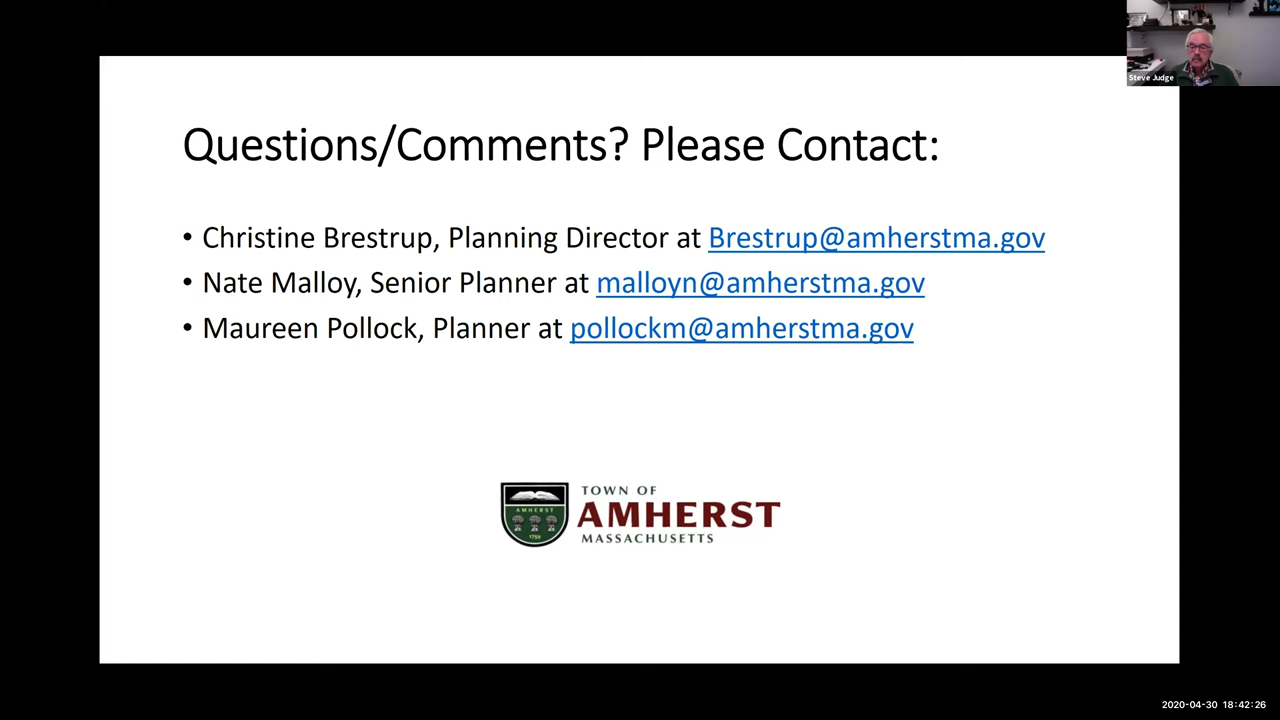 Steve Judge
Questions/Comments? Please Contact:
• Christine Brestrup, Planning Director at Brestrup@amherstma.gov
• Nate Malloy, Senior Planner at malloyn@amherstma.gov
• Maureen Pollock, Planner at pollockm@amherstma.gov
AMHERST
1759
TOWN OF
AMHERST
MASSACHUSETTS
2020-04-30 18:42:26